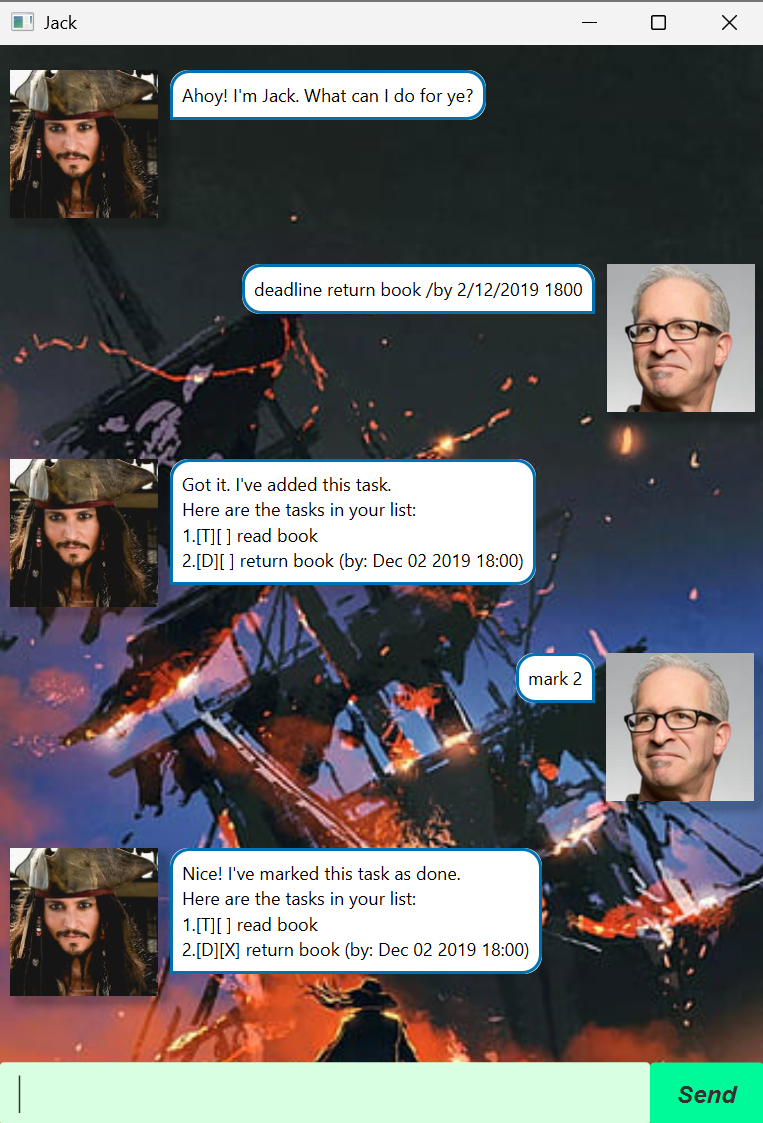 Jack
Ahoy! I'm Jack. What can I do for ye?
deadline return book /by 2/12/2019 1800
Got it. I've added this task.
Here are the tasks in your list:
1.[T][ ] read book
2.[D][ ] return book (by: Dec 02 2019 18:00)
mark 2
Nice! I've marked this task as done.
Here are the tasks in your list:
1.[T][ ] read book
2.[D][X] return book (by: Dec 02 2019 18:00)
Send